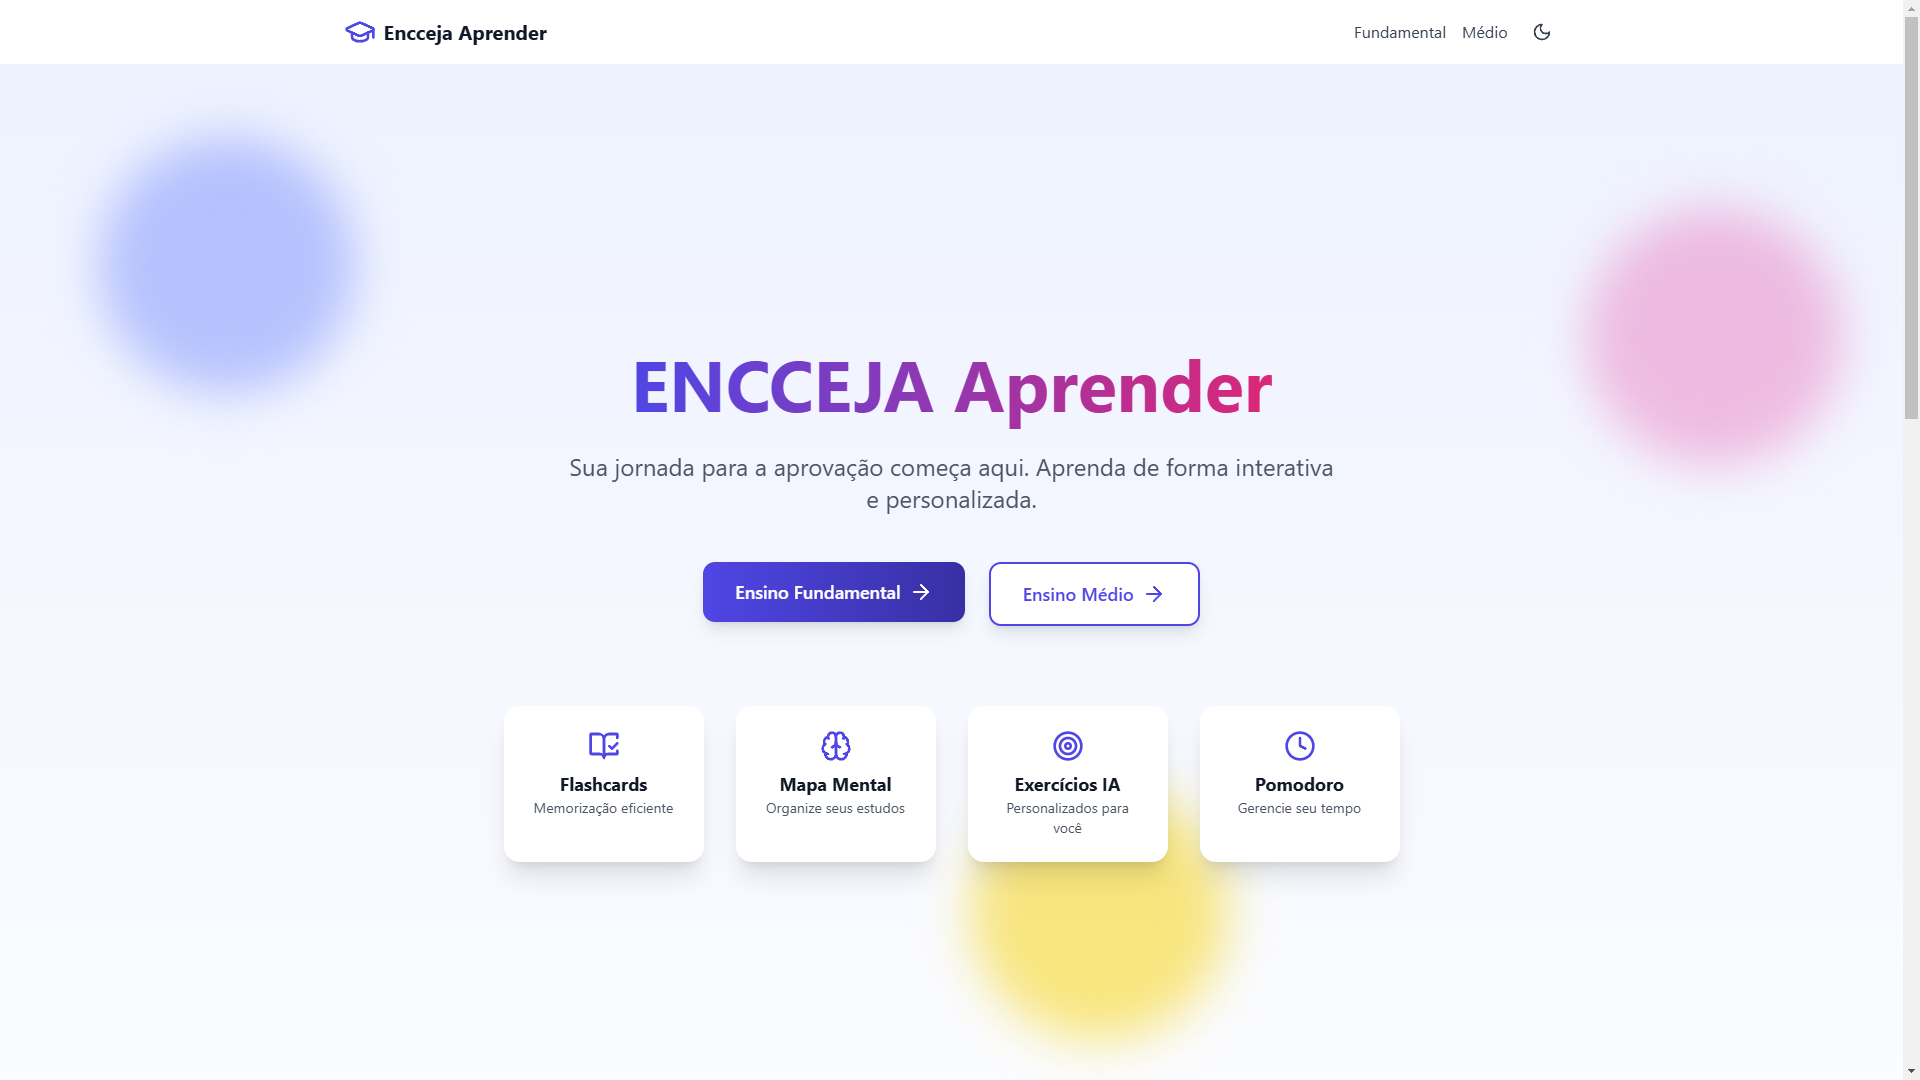 Encceja Aprender
Fundamental
Médio
ENCCEJA Aprender
Sua jornada para a aprovação começa aqui. Aprenda de forma interativa
e personalizada.
Ensino Fundamental
Ensino Médio
Flashcards
Memorização eficiente
Mapa Mental
Organize seus estudos
Exercícios IA
Personalizados para
você
Pomodoro
Gerencie seu tempo